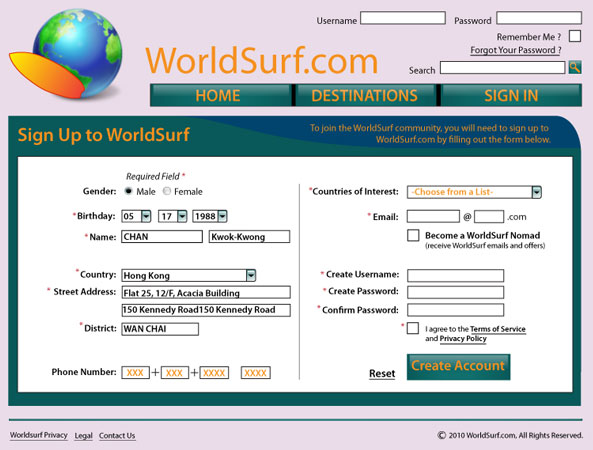 Username Password
Remember Me ?
Forgot Your Password ?
WorldSurf.com
Search
HOME DESTINATIONS SIGN IN
Sign Up to WorldSurf
To join the WorldSurf community, you will need to sign up to
WorldSurf.com by filling out the form below.
Required Field *
Gender: Male Female
*Birthday: 05 17 1988
*Name: CHAN Kwok-Kwong
*Country: Hong Kong
* Street Address: Flat 25, 12/F, Acacia Building
150 Kennedy Road150 Kennedy Road
*District: WAN CHAI
Phone Number: XXX + XXX + XXXX XXXX
*Countries of Interest: -Choose from a List-
* Email: @ .com
Become a WorldSurf Nomad
(receive WorldSurf emails and offers)
* Create Username:
* Create Password:
*Confirm Password:
* I agree to the Terms of Service
and Privacy Policy
Reset Create Account
Worldsurf Privacy Legal Contact Us
© 2010 WorldSurf.com, All Rights Reserved.